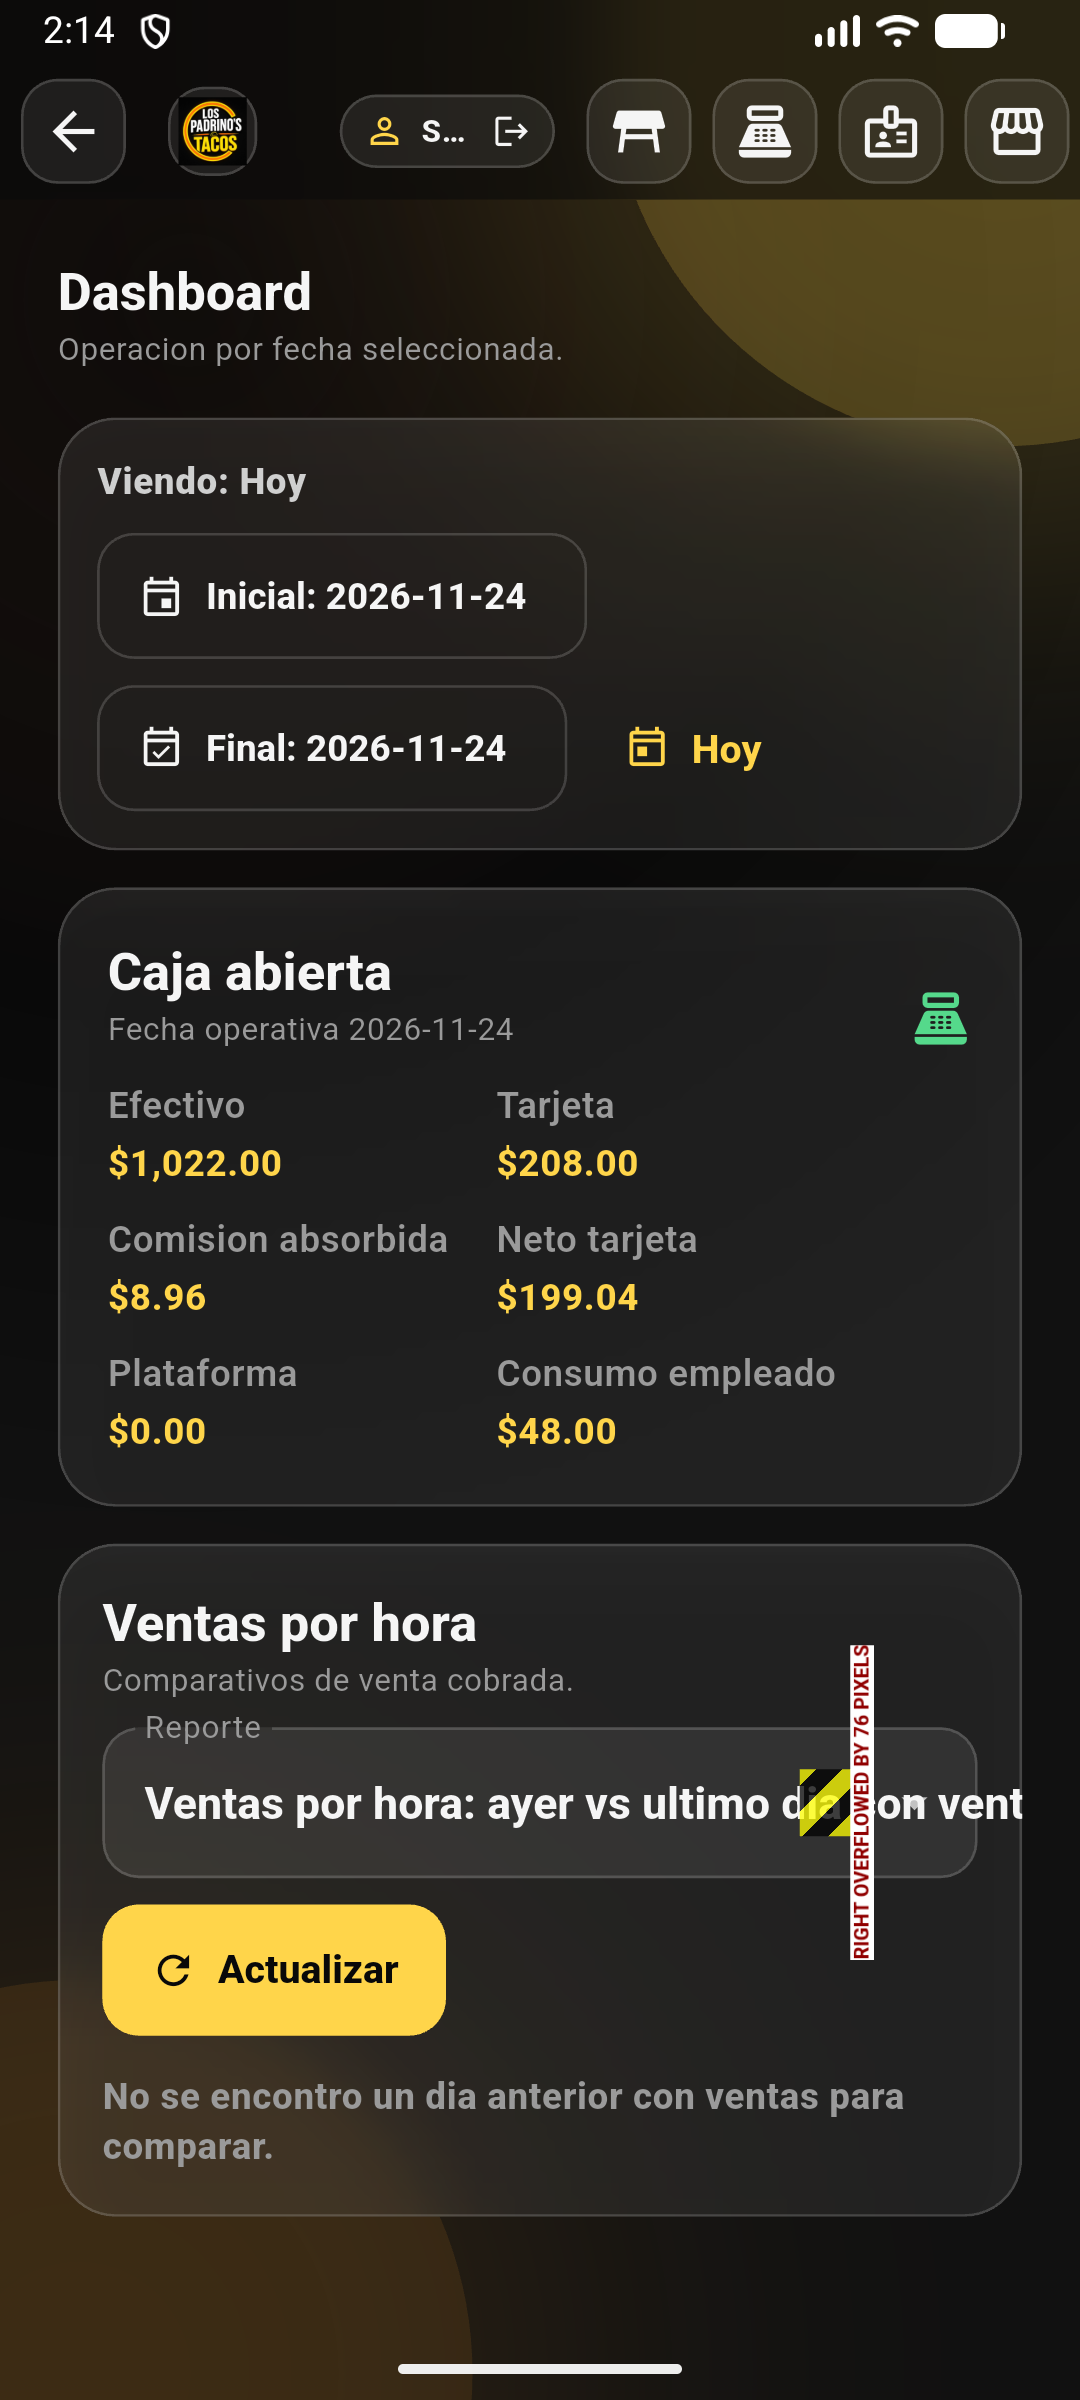 2:14
LOS
PADRINO'S
TACOS
S...
Dashboard
Operacion por fecha seleccionada.
Viendo: Hoy
Inicial: 2026-11-24
Final: 2026-11-24
Hoy
Caja abierta
Fecha operativa 2026-11-24
Efectivo
Tarjeta
$1,022.00
$208.00
Comision absorbida
Neto tarjeta
$8.96
$199.04
Plataforma
Consumo empleado
$0.00
$48.00
Ventas por hora
Comparativos de venta cobrada.
Reporte
Ventas por hora: ayer vs ultimo dia con vent
RIGHT OVERFLOWED BY 76 PIXELS
Actualizar
No se encontro un dia anterior con ventas para
comparar.